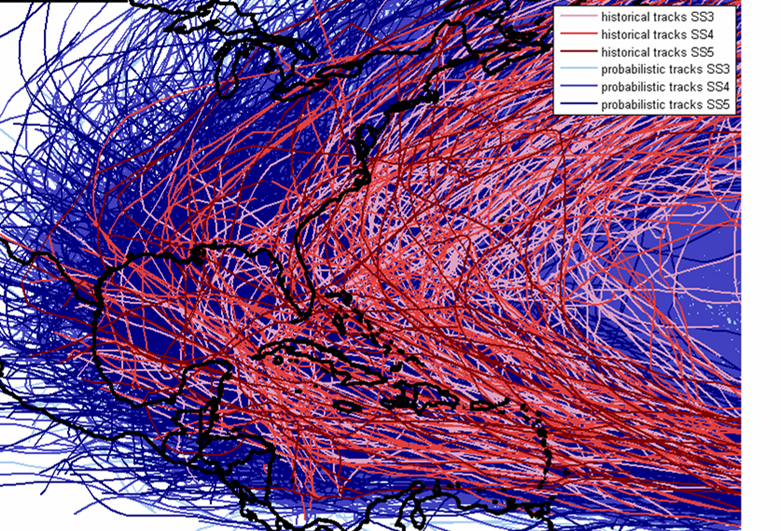 historical tracks SS3
historical tracks SS4
historical tracks SS5
probabilistic tracks SS3
probabilistic tracks SS4
probabilistic tracks SS5